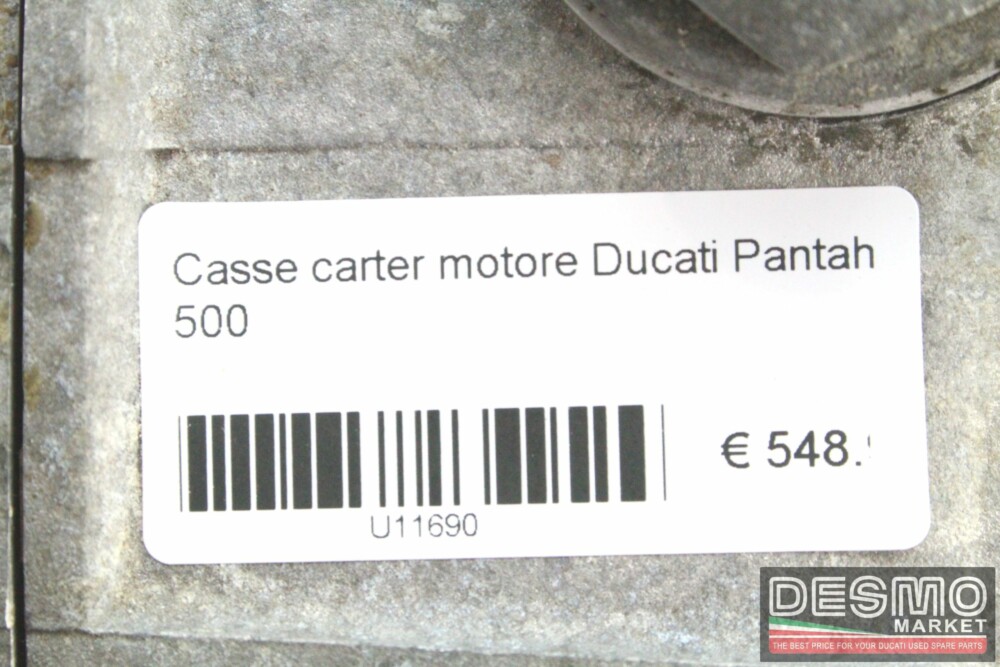 Casse carter motore Ducati Pantah
500
€ 548.
U11690
DESMO
MARKET
THE BEST PRICE FOR YOUR DUCATI USED SPARE PARTS